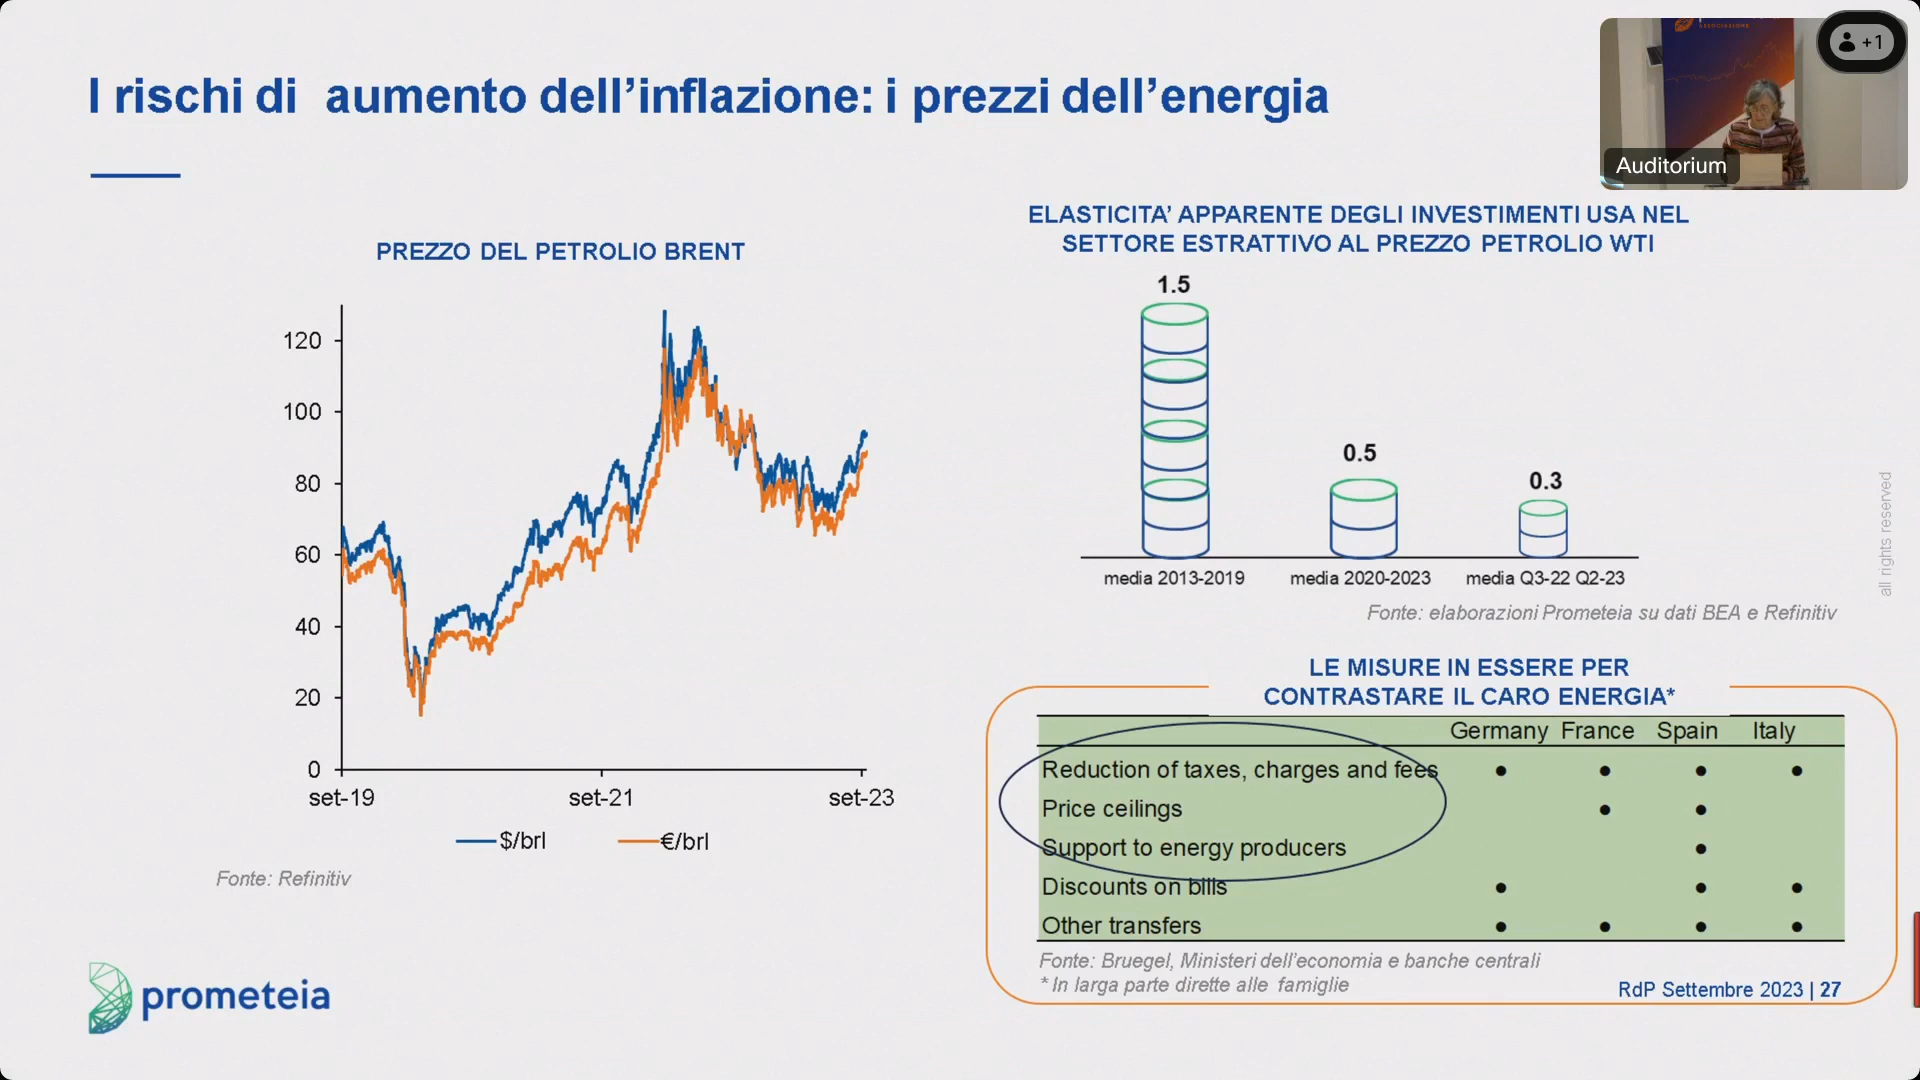 I rischi di aumento dell'inflazione: i prezzi dell'energia
+1
Auditorium
PREZZO DEL PETROLIO BRENT
120
100
80
60
40
20
0
set-19
set-21
set-23
$/brl
€/brl
Fonte: Refinitiv
ELASTICITA' APPARENTE DEGLI INVESTIMENTI USA NEL
SETTORE ESTRATTIVO AL PREZZO PETROLIO WTI
1.5
0.5
0.3
media 2013-2019
media 2020-2023
media Q3-22 Q2-23
Fonte: elaborazioni Prometeia su dati BEA e Refinitiv
all rights reserved
LE MISURE IN ESSERE PER
CONTRASTARE IL CARO ENERGIA*
Germany France Spain Italy
Reduction of taxes, charges and fees ● ● ● ●
Price ceilings ● ●
Support to energy producers ●
Discounts on bills ● ● ●
Other transfers ● ● ● ●
Fonte: Bruegel, Ministeri dell'economia e banche centrali
* In larga parte dirette alle famiglie
RdP Settembre 2023 | 27
prometeia